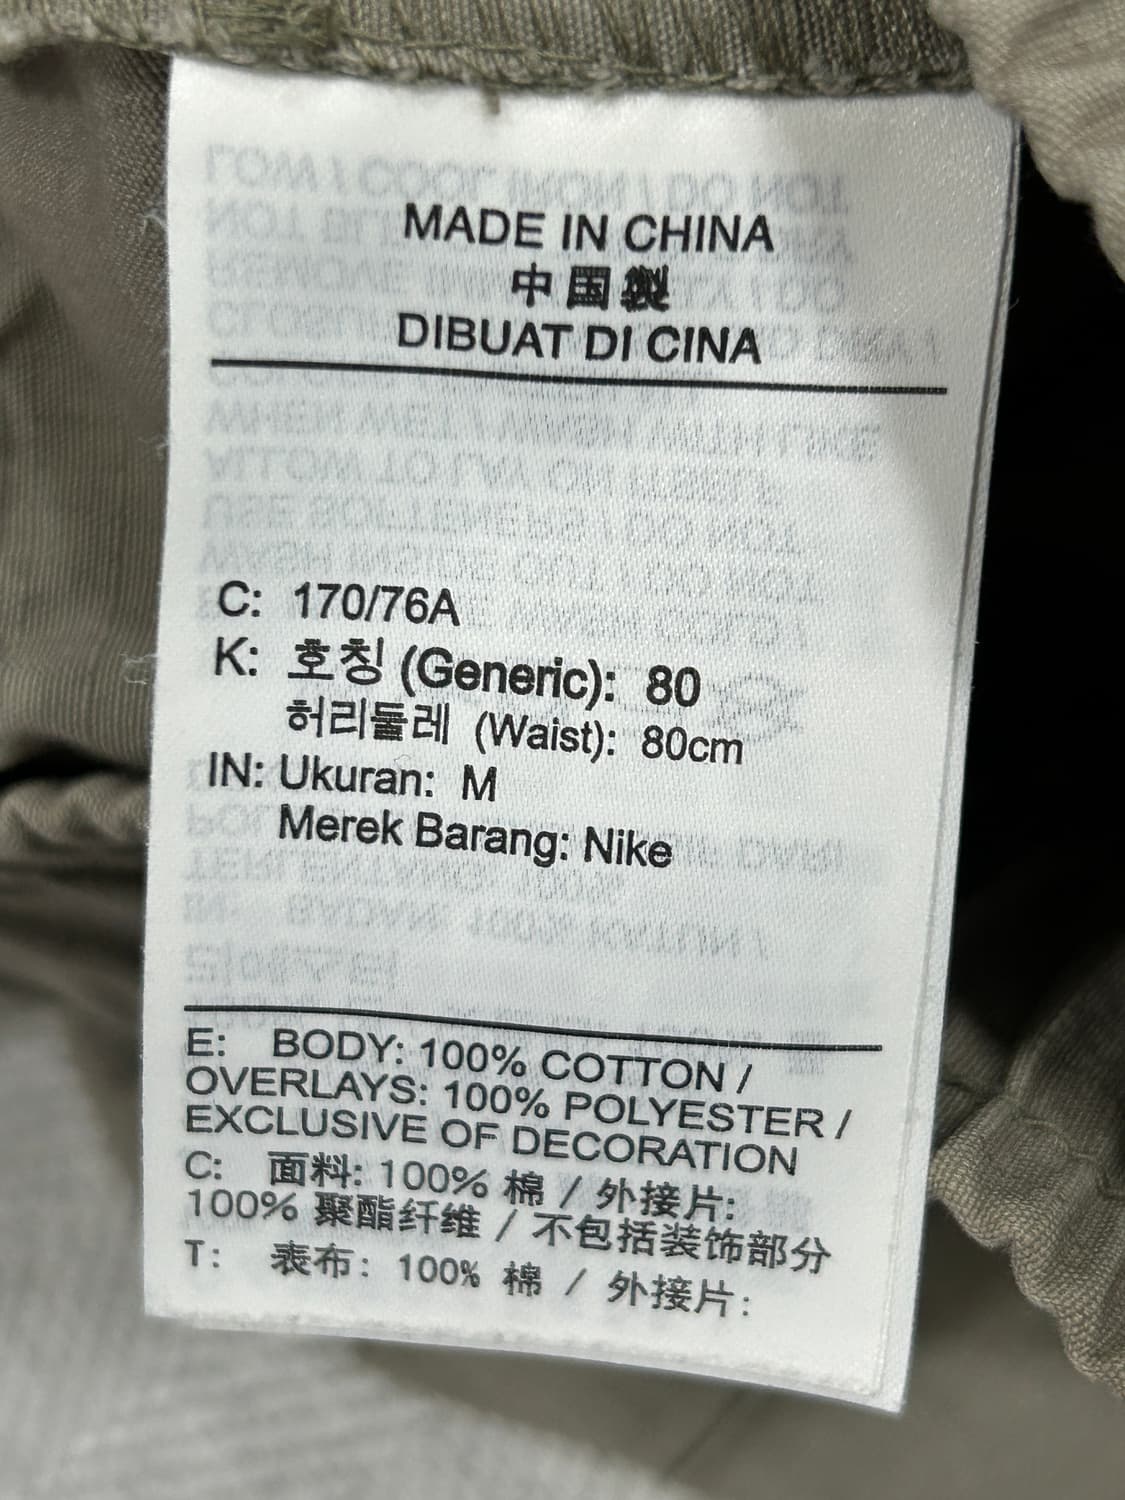 MADE IN CHINA
中国製
DIBUAT DI CINA
C: 170/76A
K: 호칭 (Generic): 80
허리둘레 (Waist): 80cm
IN: Ukuran: M
Merek Barang: Nike
E: BODY: 100% COTTON /
OVERLAYS: 100% POLYESTER /
EXCLUSIVE OF DECORATION
C: 面料: 100% 棉 / 外接片:
100% 聚酯纤维 / 不包括装饰部分
T: 表布: 100% 棉 / 外接片: